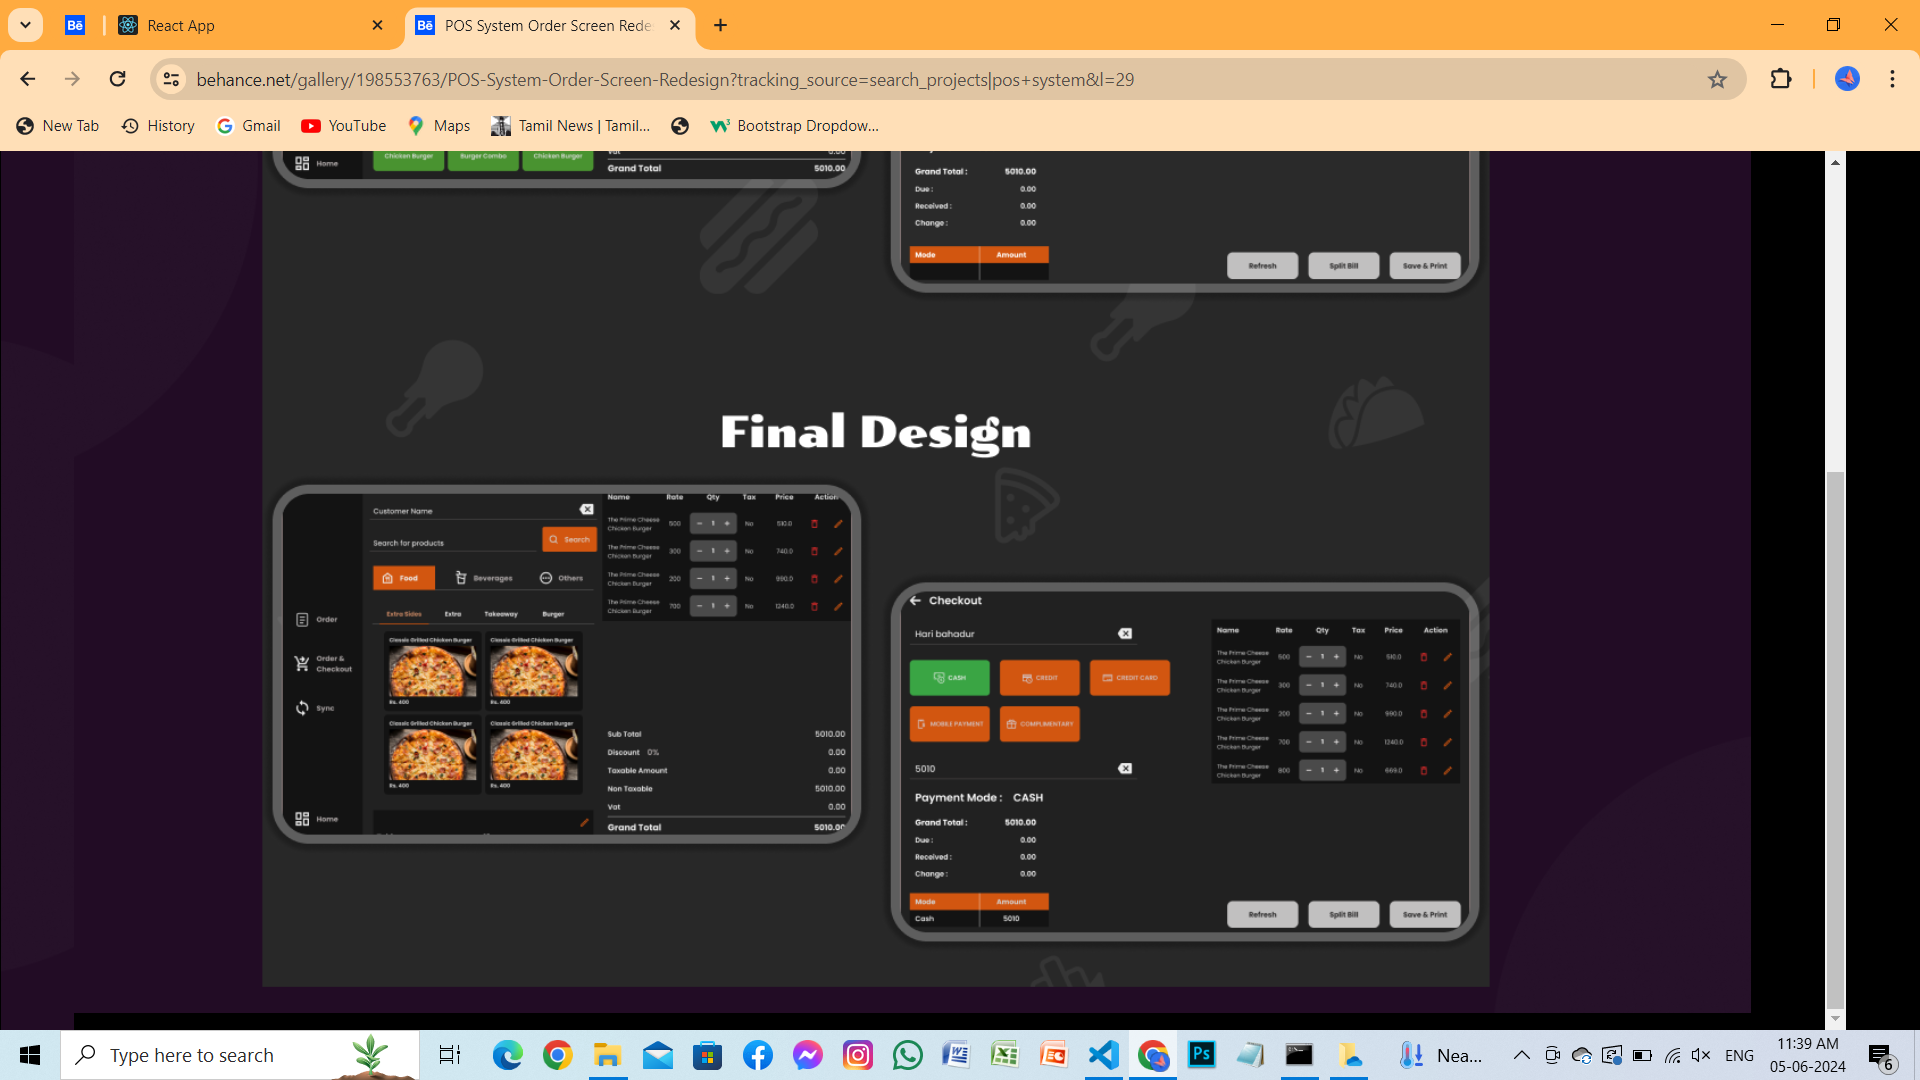 React App
POS System Order Screen Rede
behance.net/gallery/198553763/POS-System-Order-Screen-Redesign?tracking_source=search_projects|pos+system&l=29
New Tab
History
Gmail
YouTube
Maps
Tamil News | Tamil...
Bootstrap Dropdow...
Home
Chicken Burger
Burger Combo
Chicken Burger
Grand Total 5010.00
Grand Total : 5010.00
Due : 0.00
Received : 0.00
Change : 0.00
Mode Amount
Refresh
Split Bill
Save & Print
Final Design
Customer Name
Search for products
Search
Food
Beverages
Others
Extra Sides
Extra
Takeaway
Burger
Order
Order &
Checkout
Sync
Home
Classic Grilled Chicken Burger
Rs. 400
Classic Grilled Chicken Burger
Rs. 400
Classic Grilled Chicken Burger
Rs. 400
Classic Grilled Chicken Burger
Rs. 400
Name Rate Qty Tax Price Action
The Prime Cheese
Chicken Burger 500 - 1 + No 510.0
The Prime Cheese
Chicken Burger 300 - 1 + No 740.0
The Prime Cheese
Chicken Burger 200 - 1 + No 990.0
The Prime Cheese
Chicken Burger 700 - 1 + No 1240.0
Sub Total 5010.00
Discount 0% 0.00
Taxable Amount 0.00
Non Taxable 5010.00
Vat 0.00
Grand Total 5010.00
Checkout
Hari bahadur
CASH
CREDIT
CREDIT CARD
MOBILE PAYMENT
COMPLIMENTARY
5010
Payment Mode : CASH
Grand Total : 5010.00
Due : 0.00
Received : 0.00
Change : 0.00
Mode Amount
Cash 5010
Name Rate Qty Tax Price Action
The Prime Cheese
Chicken Burger 500 - 1 + No 510.0
The Prime Cheese
Chicken Burger 300 - 1 + No 740.0
The Prime Cheese
Chicken Burger 200 - 1 + No 990.0
The Prime Cheese
Chicken Burger 700 - 1 + No 1240.0
The Prime Cheese
Chicken Burger 800 - 1 + No 669.0
Refresh
Split Bill
Save & Print
Type here to search
Nea...
ENG
11:39 AM
05-06-2024
6